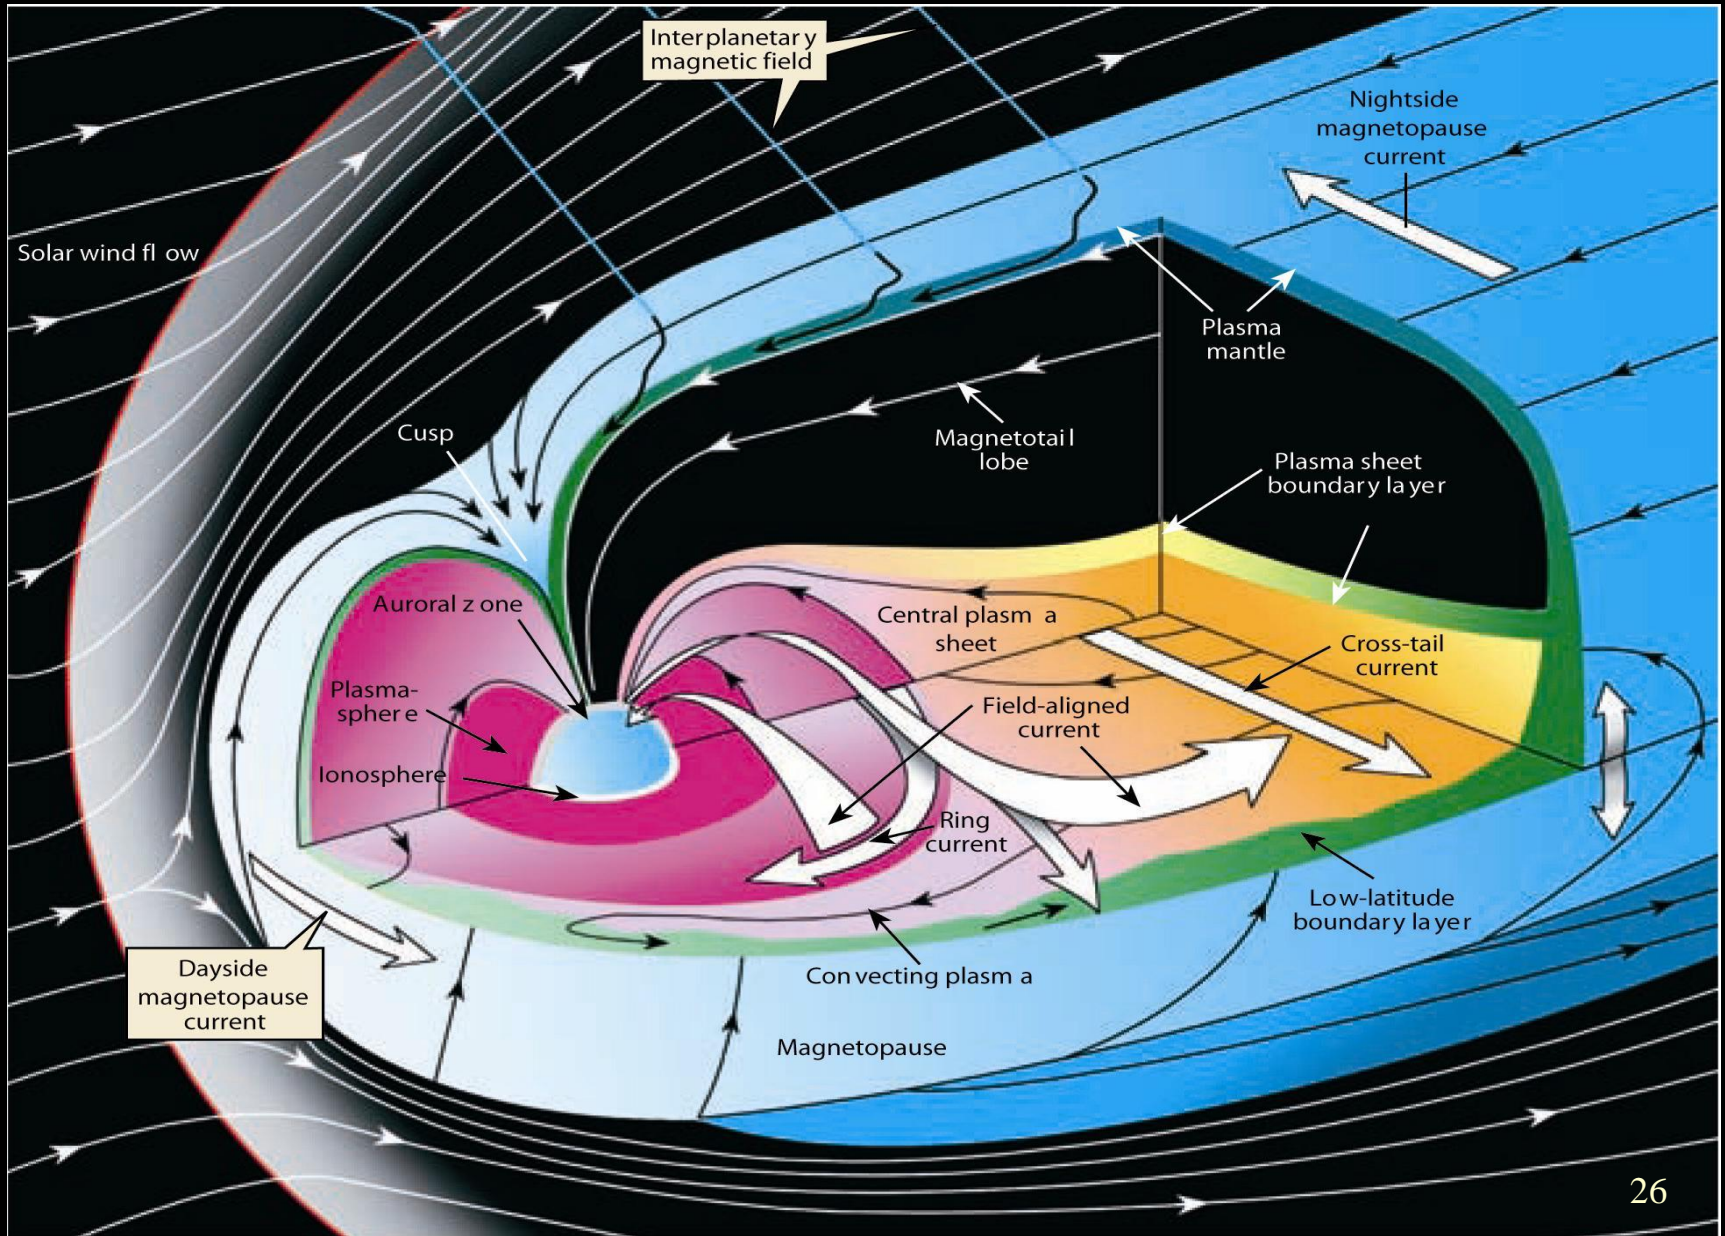 Interplanetary
magnetic field
Nightside
magnetopause
current
Solar wind flow
Plasma
mantle
Cusp
Magnetotail
lobe
Plasma sheet
boundary layer
Auroral zone
Central plasma
sheet
Cross-tail
current
Plasma-
sphere
Field-aligned
current
Ionosphere
Ring
current
Low-latitude
boundary layer
Dayside
magnetopause
current
Convecting plasma
Magnetopause
26